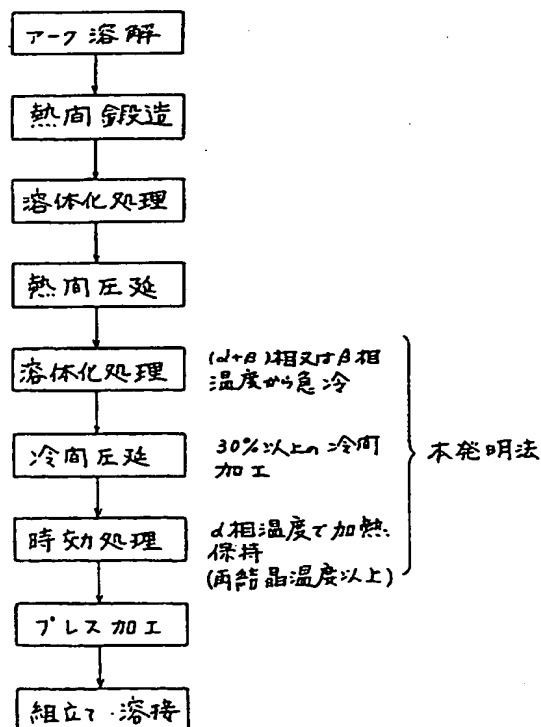 アーク溶解
熱間鍛造
溶体化処理
熱間圧延
溶体化処理
(α+β)相又はβ相
温度から急冷
冷間圧延
30%以上の冷間
加工
本発明法
時効処理
α相温度で加熱、
保持
(再結晶温度以上)
プレス加工
組立て・溶接